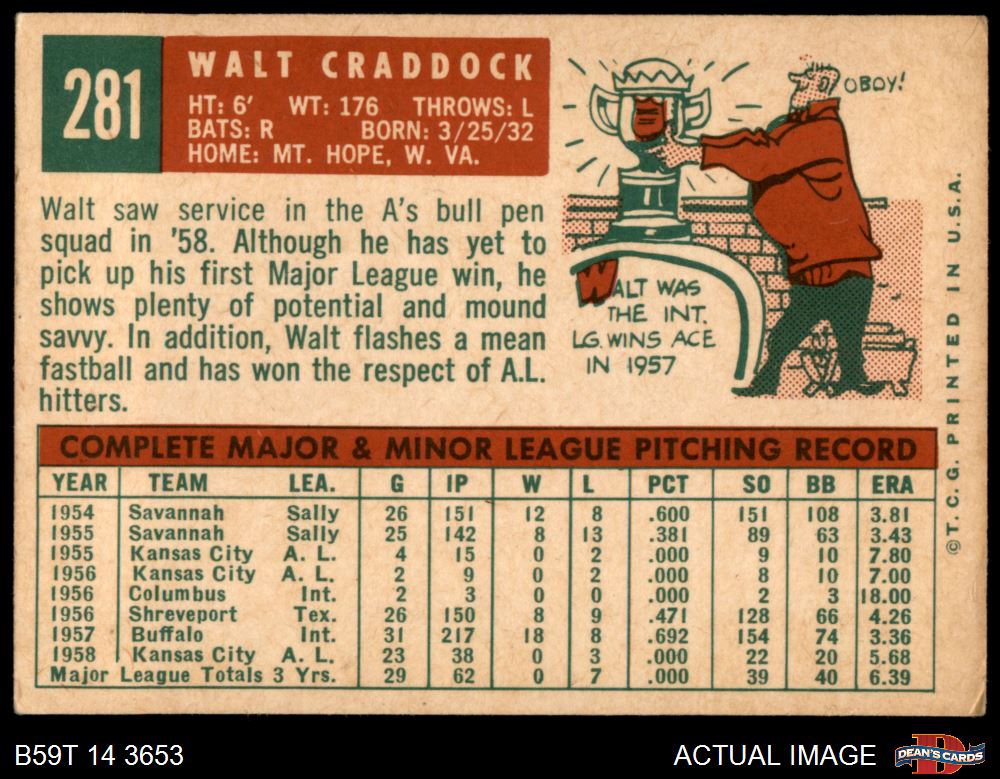 281
WALT CRADDOCK
HT: 6' WT: 176 THROWS: L
BATS: R BORN: 3/25/32
HOME: MT. HOPE, W. VA.
Walt saw service in the A's bull pen
squad in '58. Although he has yet to
pick up his first Major League win, he
shows plenty of potential and mound
savvy. In addition, Walt flashes a mean
fastball and has won the respect of A.L.
hitters.
OBOY!
WALT WAS
THE INT.
LG. WINS ACE
IN 1957
COMPLETE MAJOR & MINOR LEAGUE PITCHING RECORD
YEAR TEAM LEA. G IP W L PCT SO BB ERA
1954 Savannah Sally 26 151 12 8 .600 151 108 3.81
1955 Savannah Sally 25 142 8 13 .381 89 63 3.43
1955 Kansas City A. L. 4 15 0 2 .000 9 10 7.80
1956 Kansas City A. L. 2 9 0 2 .000 8 10 7.00
1956 Columbus Int. 2 3 0 0 .000 2 3 18.00
1956 Shreveport Tex. 26 150 8 9 .471 128 66 4.26
1957 Buffalo Int. 31 217 18 8 .692 154 74 3.36
1958 Kansas City A. L. 23 38 0 3 .000 22 20 5.68
Major League Totals 3 Yrs. 29 62 0 7 .000 39 40 6.39
©T. C. G. PRINTED IN U.S.A.
B59T 14 3653
ACTUAL IMAGE
D
DEAN'S CARDS